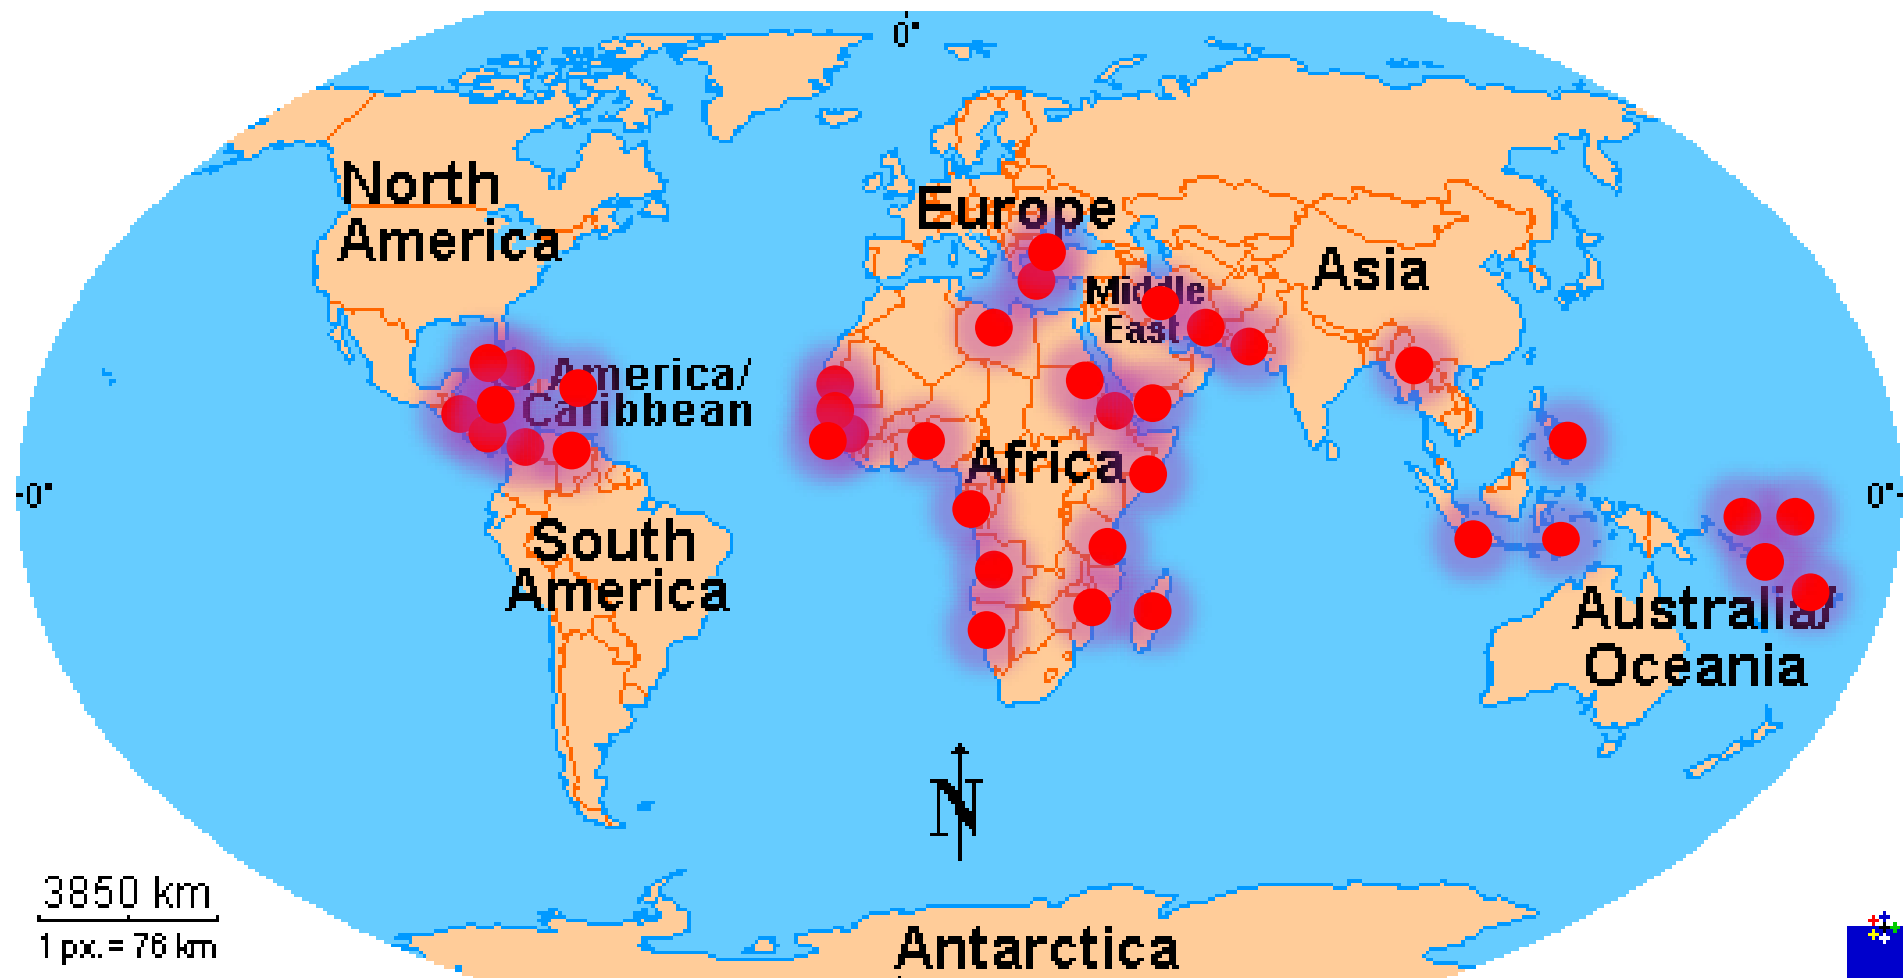 0°
North
America
Europe
Asia
Middle
East
America/
Caribbean
Africa
-0°
0°-
South
America
Australia/
Oceania
N
3850 km
1 px. = 76 km
Antarctica